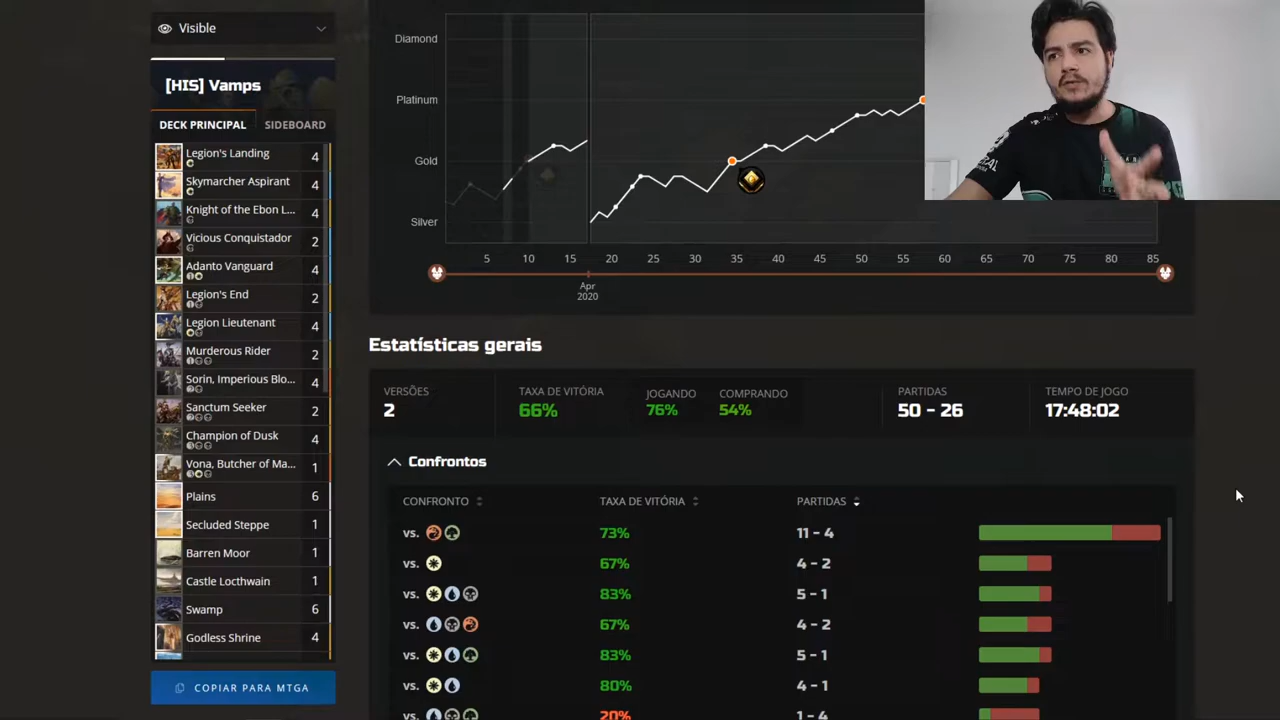 Visible
[HIS] Vamps
DECK PRINCIPAL SIDEBOARD
Legion's Landing 4
Skymarcher Aspirant 4
Knight of the Ebon L... 4
Vicious Conquistador 2
Adanto Vanguard 4
Legion's End 2
Legion Lieutenant 4
Murderous Rider 2
Sorin, Imperious Blo... 4
Sanctum Seeker 2
Champion of Dusk 4
Vona, Butcher of Ma... 1
Plains 6
Secluded Steppe 1
Barren Moor 1
Castle Locthwain 1
Swamp 6
Godless Shrine 4
COPIAR PARA MTGA
Diamond
Platinum
Gold
Silver
5 10 15 20 25 30 35 40 45 50 55 60 65 70 75 80 85
Apr
2020
Estatísticas gerais
VERSÕES TAXA DE VITÓRIA JOGANDO COMPRANDO PARTIDAS TEMPO DE JOGO
2 66% 76% 54% 50 - 26 17:48:02
Confrontos
CONFRONTO TAXA DE VITÓRIA PARTIDAS
vs. 73% 11 - 4
vs. 67% 4 - 2
vs. 83% 5 - 1
vs. 67% 4 - 2
vs. 83% 5 - 1
vs. 80% 4 - 1
vs. 20% 1 - 4